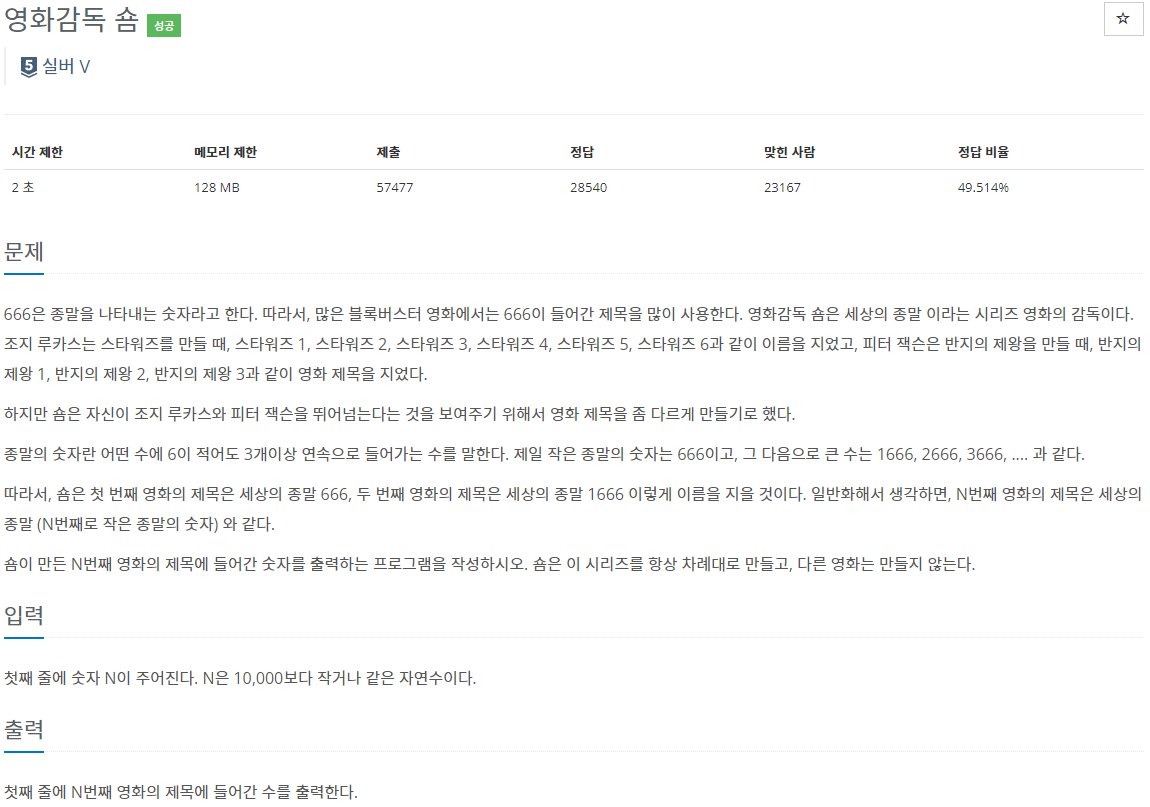 영화감독 숌 성공
☆
5 실버 V
시간 제한 메모리 제한 제출 정답 맞힌 사람 정답 비율
2 초 128 MB 57477 28540 23167 49.514%
문제
666은 종말을 나타내는 숫자라고 한다. 따라서, 많은 블록버스터 영화에서는 666이 들어간 제목을 많이 사용한다. 영화감독 숌은 세상의 종말 이라는 시리즈 영화의 감독이다.
조지 루카스는 스타워즈를 만들 때, 스타워즈 1, 스타워즈 2, 스타워즈 3, 스타워즈 4, 스타워즈 5, 스타워즈 6과 같이 이름을 지었고, 피터 잭슨은 반지의 제왕을 만들 때, 반지의
제왕 1, 반지의 제왕 2, 반지의 제왕 3과 같이 영화 제목을 지었다.
하지만 숌은 자신이 조지 루카스와 피터 잭슨을 뛰어넘는다는 것을 보여주기 위해서 영화 제목을 좀 다르게 만들기로 했다.
종말의 숫자란 어떤 수에 6이 적어도 3개이상 연속으로 들어가는 수를 말한다. 제일 작은 종말의 숫자는 666이고, 그 다음으로 큰 수는 1666, 2666, 3666, .... 과 같다.
따라서, 숌은 첫 번째 영화의 제목은 세상의 종말 666, 두 번째 영화의 제목은 세상의 종말 1666 이렇게 이름을 지을 것이다. 일반화해서 생각하면, N번째 영화의 제목은 세상의
종말 (N번째로 작은 종말의 숫자) 와 같다.
숌이 만든 N번째 영화의 제목에 들어간 숫자를 출력하는 프로그램을 작성하시오. 숌은 이 시리즈를 항상 차례대로 만들고, 다른 영화는 만들지 않는다.
입력
첫째 줄에 숫자 N이 주어진다. N은 10,000보다 작거나 같은 자연수이다.
출력
첫째 줄에 N번째 영화의 제목에 들어간 수를 출력한다.